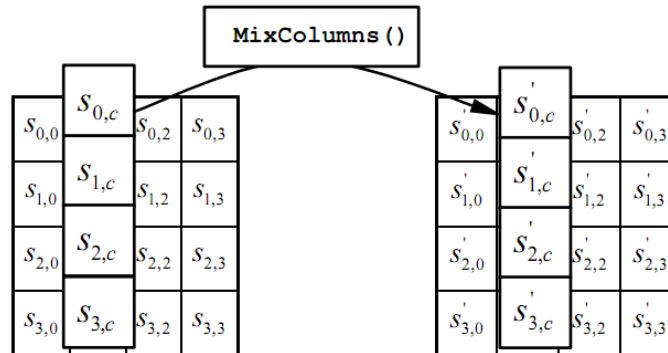 MixColumns()
s0,0 s0,c s0,2 s0,3 s'0,0 s'0,c s'0,2 s'0,3
s1,0 s1,c s1,2 s1,3 s'1,0 s'1,c s'1,2 s'1,3
s2,0 s2,c s2,2 s2,3 s'2,0 s'2,c s'2,2 s'2,3
s3,0 s3,c s3,2 s3,3 s'3,0 s'3,c s'3,2 s'3,3